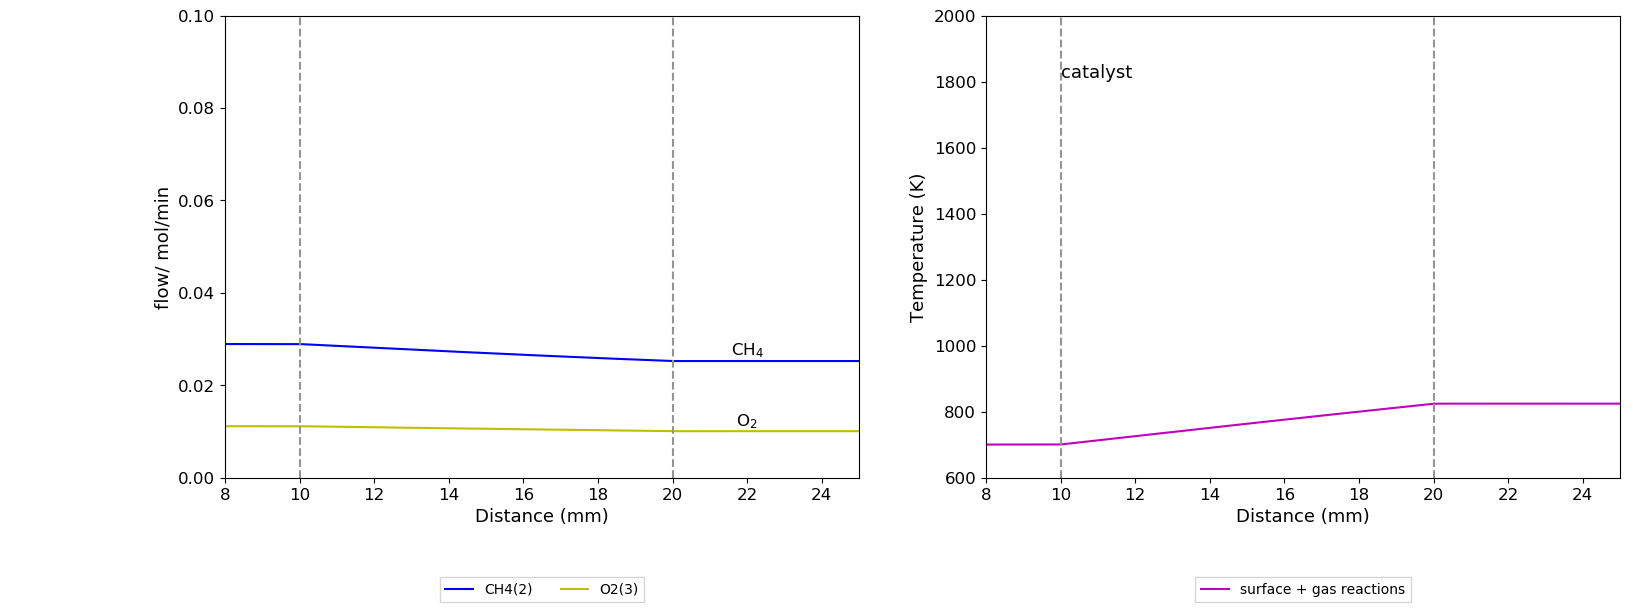 0.10
0.08
0.06
0.04
0.02
0.00
flow/ mol/min
CH₄
O₂
8 10 12 14 16 18 20 22 24
Distance (mm)
CH4(2) O2(3)
2000
1800
1600
1400
1200
1000
800
600
Temperature (K)
catalyst
8 10 12 14 16 18 20 22 24
Distance (mm)
surface + gas reactions